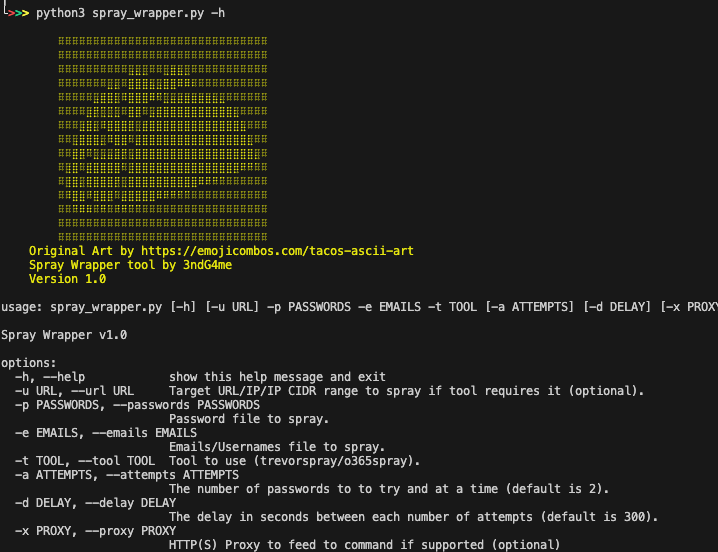 >>> python3 spray_wrapper.py -h
Original Art by https://emojicombos.com/tacos-ascii-art
Spray Wrapper tool by 3ndG4me
Version 1.0
usage: spray_wrapper.py [-h] [-u URL] -p PASSWORDS -e EMAILS -t TOOL [-a ATTEMPTS] [-d DELAY] [-x PROXY
Spray Wrapper v1.0
options:
-h, --help show this help message and exit
-u URL, --url URL Target URL/IP/IP CIDR range to spray if tool requires it (optional).
-p PASSWORDS, --passwords PASSWORDS
Password file to spray.
-e EMAILS, --emails EMAILS
Emails/Usernames file to spray.
-t TOOL, --tool TOOL Tool to use (trevorspray/o365spray).
-a ATTEMPTS, --attempts ATTEMPTS
The number of passwords to to try and at a time (default is 2).
-d DELAY, --delay DELAY
The delay in seconds between each number of attempts (default is 300).
-x PROXY, --proxy PROXY
HTTP(S) Proxy to feed to command if supported (optional)